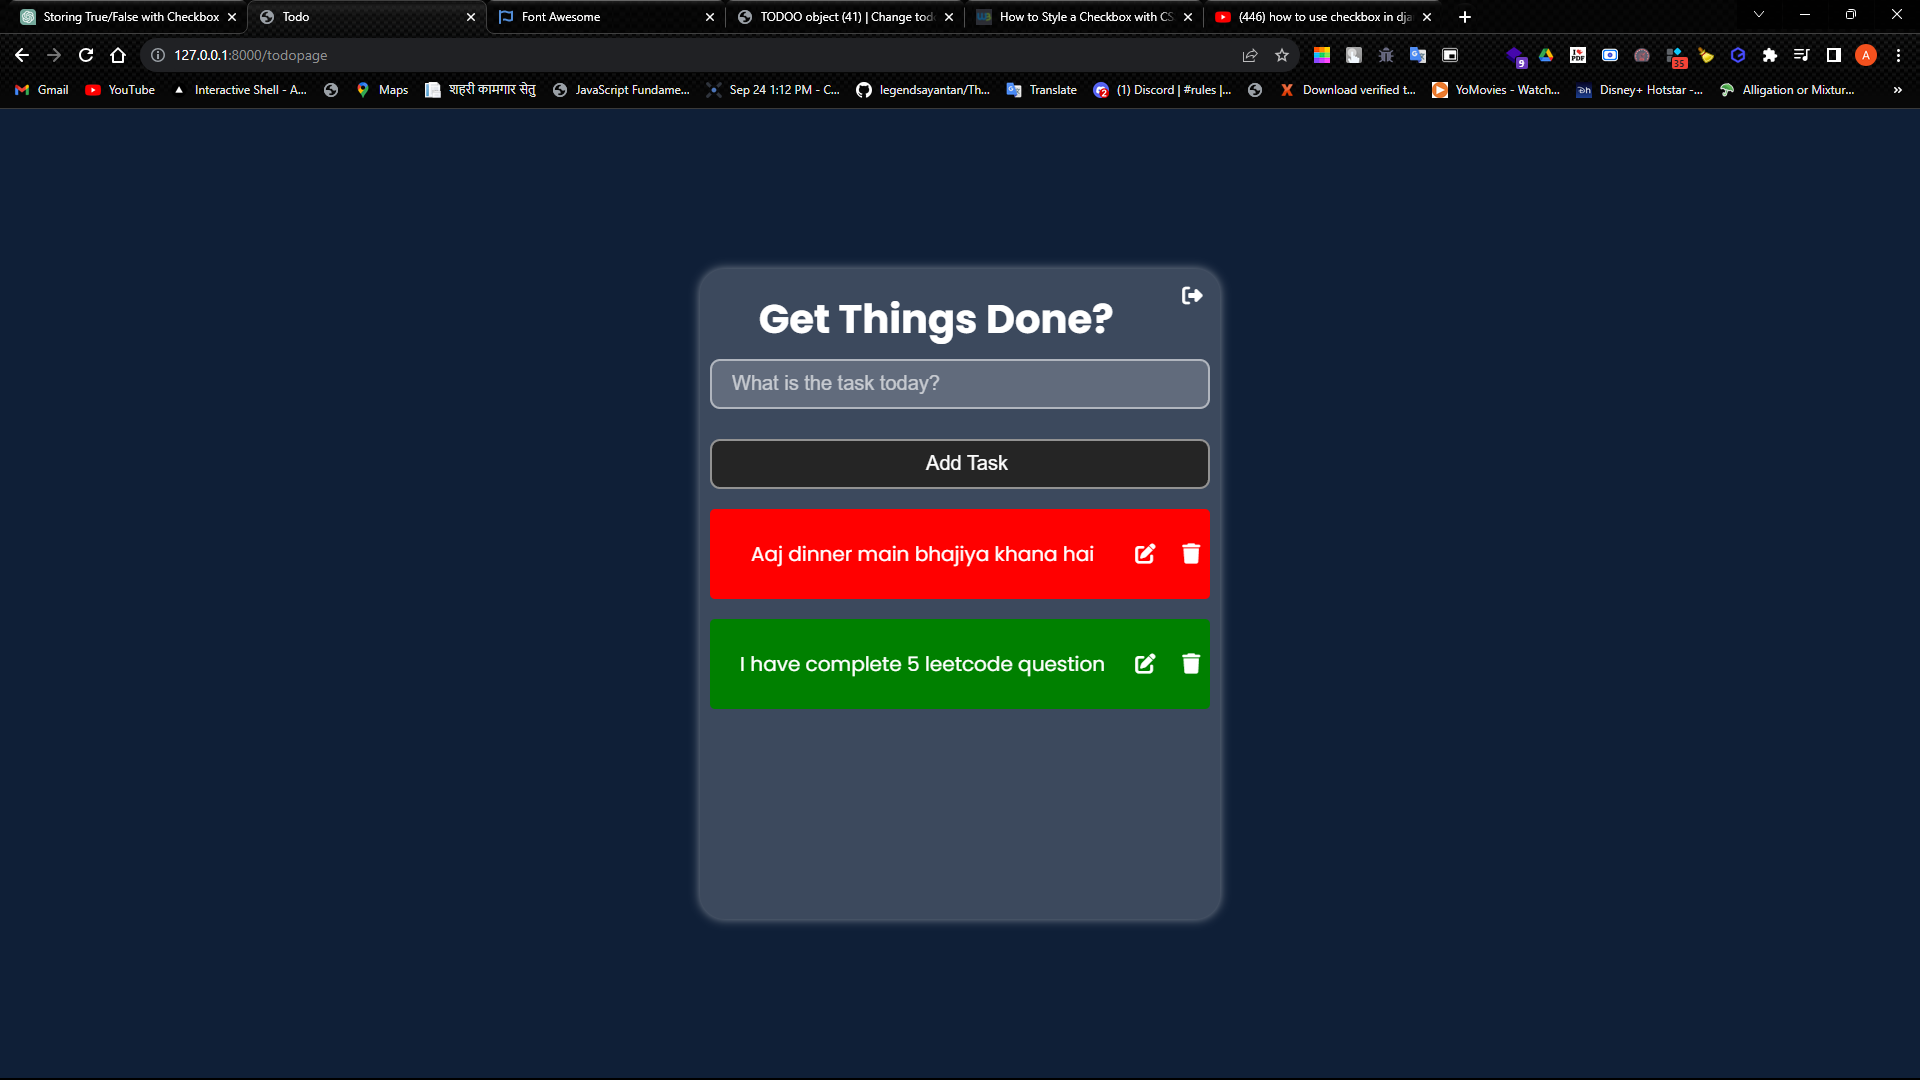 Storing True/False with Checkbox
Todo
Font Awesome
TODOO object (41) | Change tod
How to Style a Checkbox with CS
(446) how to use checkbox in dja
127.0.0.1:8000/todopage
9
35
A
Gmail
YouTube
Interactive Shell - A...
Maps
शहरी कामगार सेतु
JavaScript Fundame...
Sep 24 1:12 PM - C...
legendsayantan/Th...
Translate
(1) Discord | #rules |...
Download verified t...
YoMovies - Watch...
Disney+ Hotstar -...
Alligation or Mixtur...
Get Things Done?
What is the task today?
Add Task
Aaj dinner main bhajiya khana hai
I have complete 5 leetcode question